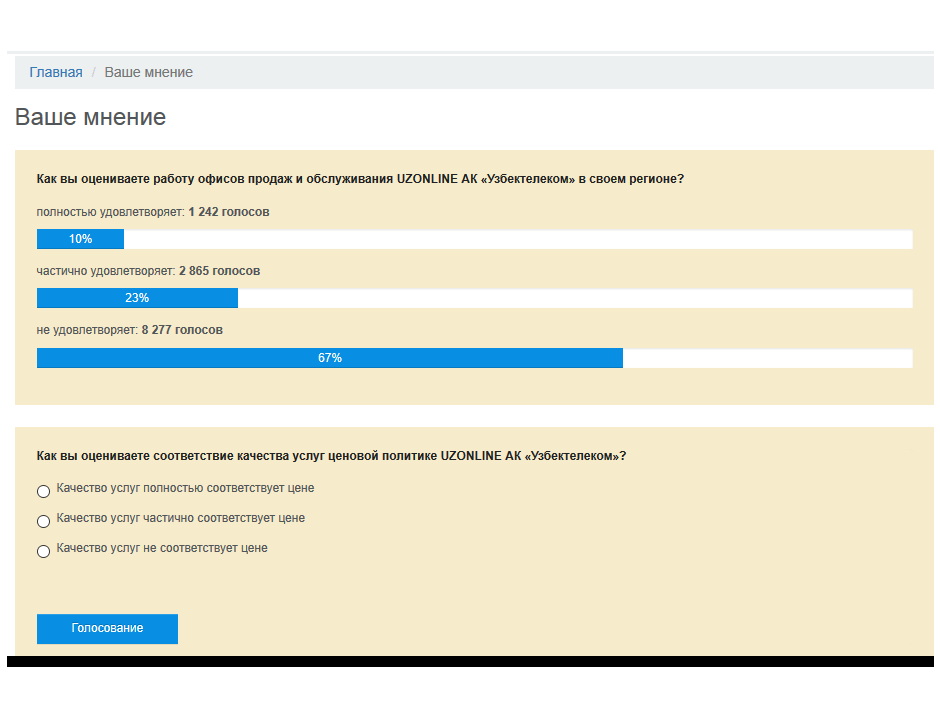 Главная / Ваше мнение
Ваше мнение
Как вы оцениваете работу офисов продаж и обслуживания UZONLINE АК «Узбектелеком» в своем регионе?
полностью удовлетворяет: 1 242 голосов
10%
частично удовлетворяет: 2 865 голосов
23%
не удовлетворяет: 8 277 голосов
67%
Как вы оцениваете соответствие качества услуг ценовой политике UZONLINE АК «Узбектелеком»?
Качество услуг полностью соответствует цене
Качество услуг частично соответствует цене
Качество услуг не соответствует цене
Голосование